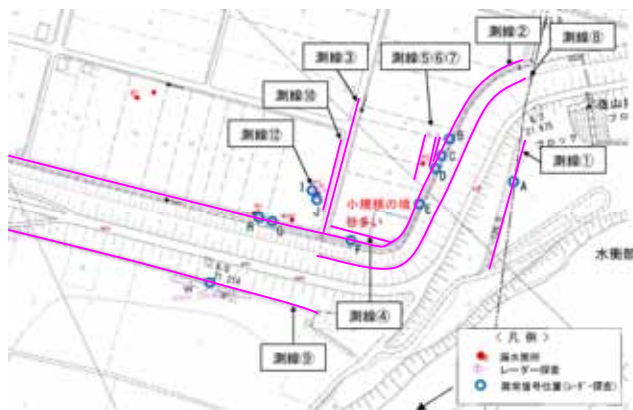 測線②
測線⑧
測線③
測線⑤⑥⑦
測線⑩
測線⑫
測線①
B
C
D
A
I
J
E
小規模の噴
砂多い
G
F
水衝部
W
測線④
測線⑨
<凡例>
漏水箇所
レーダー探査
異常信号位置(レーダー探査)